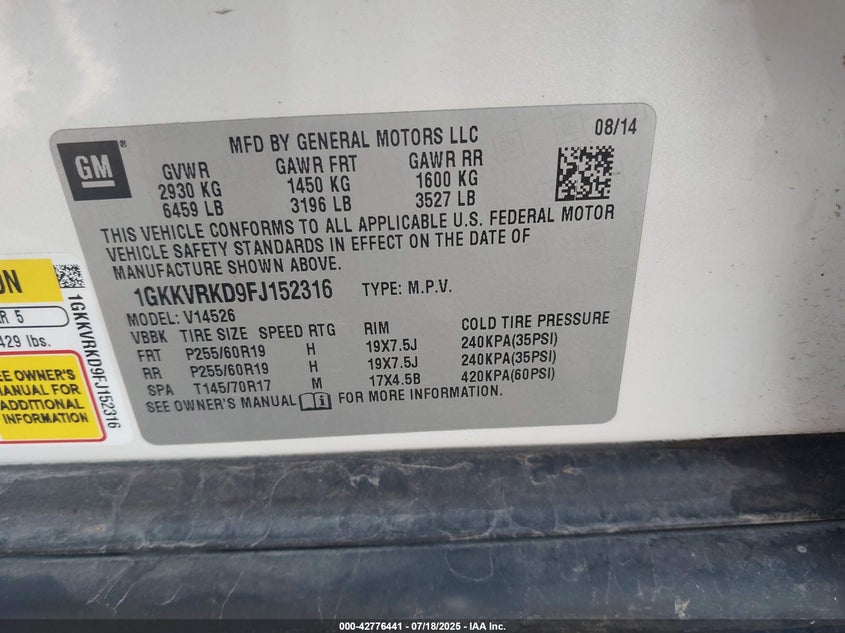 GM
MFD BY GENERAL MOTORS LLC 08/14
GVWR GAWR FRT GAWR RR
2930 KG 1450 KG 1600 KG
6459 LB 3196 LB 3527 LB
THIS VEHICLE CONFORMS TO ALL APPLICABLE U.S. FEDERAL MOTOR
VEHICLE SAFETY STANDARDS IN EFFECT ON THE DATE OF
MANUFACTURE SHOWN ABOVE.
1GKKVRKD9FJ152316 TYPE: M.P.V.
MODEL: V14526
VBBK TIRE SIZE SPEED RTG RIM COLD TIRE PRESSURE
FRT P255/60R19 H 19X7.5J 240KPA(35PSI)
RR P255/60R19 H 19X7.5J 240KPA(35PSI)
SPA T145/70R17 M 17X4.5B 420KPA(60PSI)
SEE OWNER'S MANUAL FOR MORE INFORMATION.
R 5
429 lbs.
OWNER'S
MANUAL FOR
ADDITIONAL
INFORMATION
1GKKVRKD9FJ152316
000-42776441 - 07/18/2025 - IAA Inc.